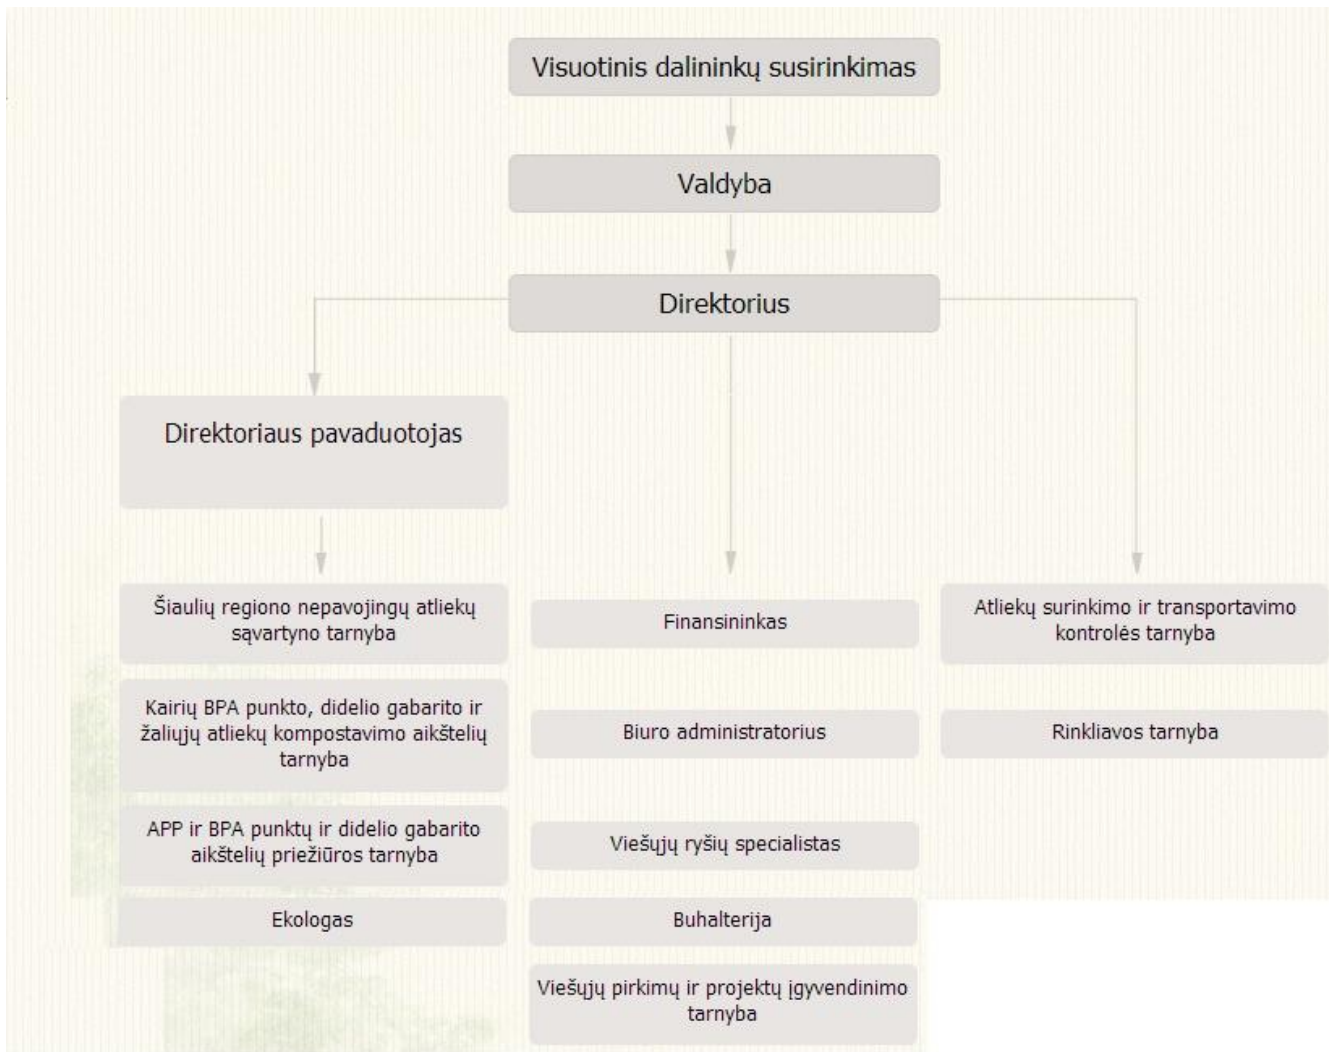 Visuotinis dalininkų susirinkimas
Valdyba
Direktorius
Direktoriaus pavaduotojas
Šiaulių regiono nepavojingų atliekų
sąvartyno tarnyba
Kairių BPA punkto, didelio gabarito ir
žaliųjų atliekų kompostavimo aikštelių
tarnyba
APP ir BPA punktų ir didelio gabarito
aikštelių priežiūros tarnyba
Ekologas
Finansininkas
Biuro administratorius
Viešųjų ryšių specialistas
Buhalterija
Viešųjų pirkimų ir projektų įgyvendinimo
tarnyba
Atliekų surinkimo ir transportavimo
kontrolės tarnyba
Rinkliavos tarnyba